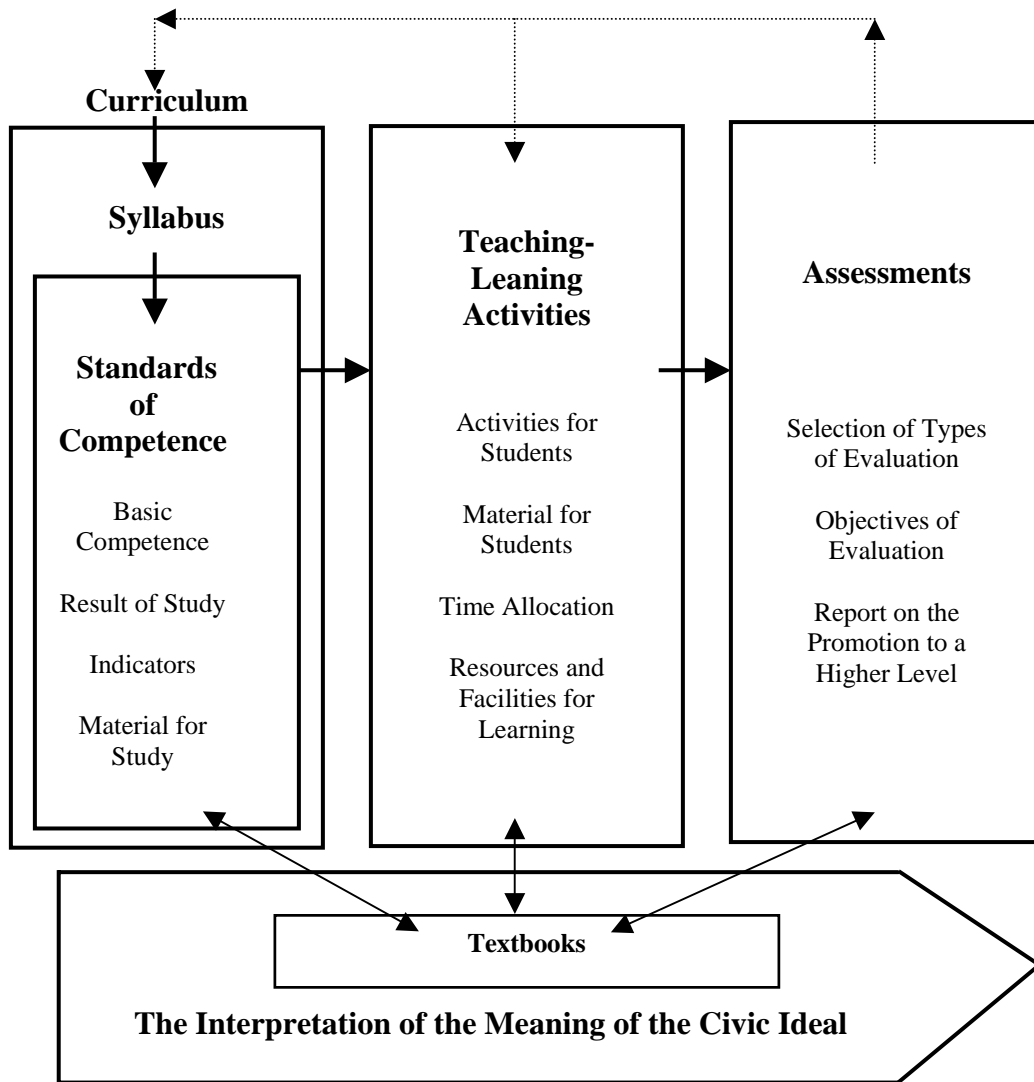 Curriculum
Syllabus
Standards
of
Competence
Basic
Competence
Result of Study
Indicators
Material for
Study
Teaching-
Leaning
Activities
Activities for
Students
Material for
Students
Time Allocation
Resources and
Facilities for
Learning
Assessments
Selection of Types
of Evaluation
Objectives of
Evaluation
Report on the
Promotion to a
Higher Level
Textbooks
The Interpretation of the Meaning of the Civic Ideal